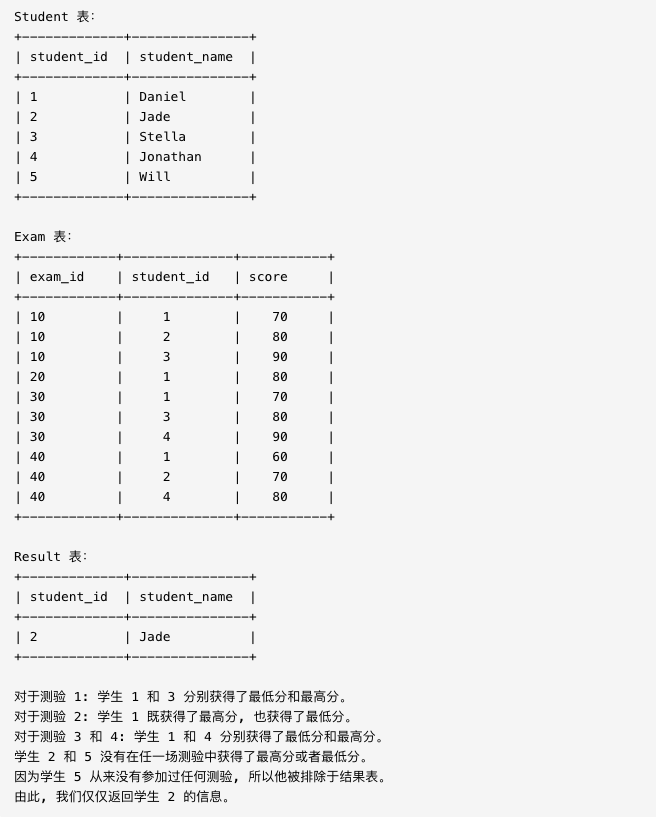 Student 表:
+-------------+---------------+
| student_id  | student_name  |
+-------------+---------------+
| 1           | Daniel        |
| 2           | Jade          |
| 3           | Stella        |
| 4           | Jonathan      |
| 5           | Will          |
+-------------+---------------+
Exam 表:
+------------+--------------+-----------+
| exam_id    | student_id   | score     |
+------------+--------------+-----------+
| 10         |     1        |    70     |
| 10         |     2        |    80     |
| 10         |     3        |    90     |
| 20         |     1        |    80     |
| 30         |     1        |    70     |
| 30         |     3        |    80     |
| 30         |     4        |    90     |
| 40         |     1        |    60     |
| 40         |     2        |    70     |
| 40         |     4        |    80     |
+------------+--------------+-----------+
Result 表:
+-------------+---------------+
| student_id  | student_name  |
+-------------+---------------+
| 2           | Jade          |
+-------------+---------------+
对于测验 1: 学生 1 和 3 分别获得了最低分和最高分。
对于测验 2: 学生 1 既获得了最高分, 也获得了最低分。
对于测验 3 和 4: 学生 1 和 4 分别获得了最低分和最高分。
学生 2 和 5 没有在任一场测验中获得了最高分或者最低分。
因为学生 5 从来没有参加过任何测验, 所以他被排除于结果表。
由此, 我们仅仅返回学生 2 的信息。